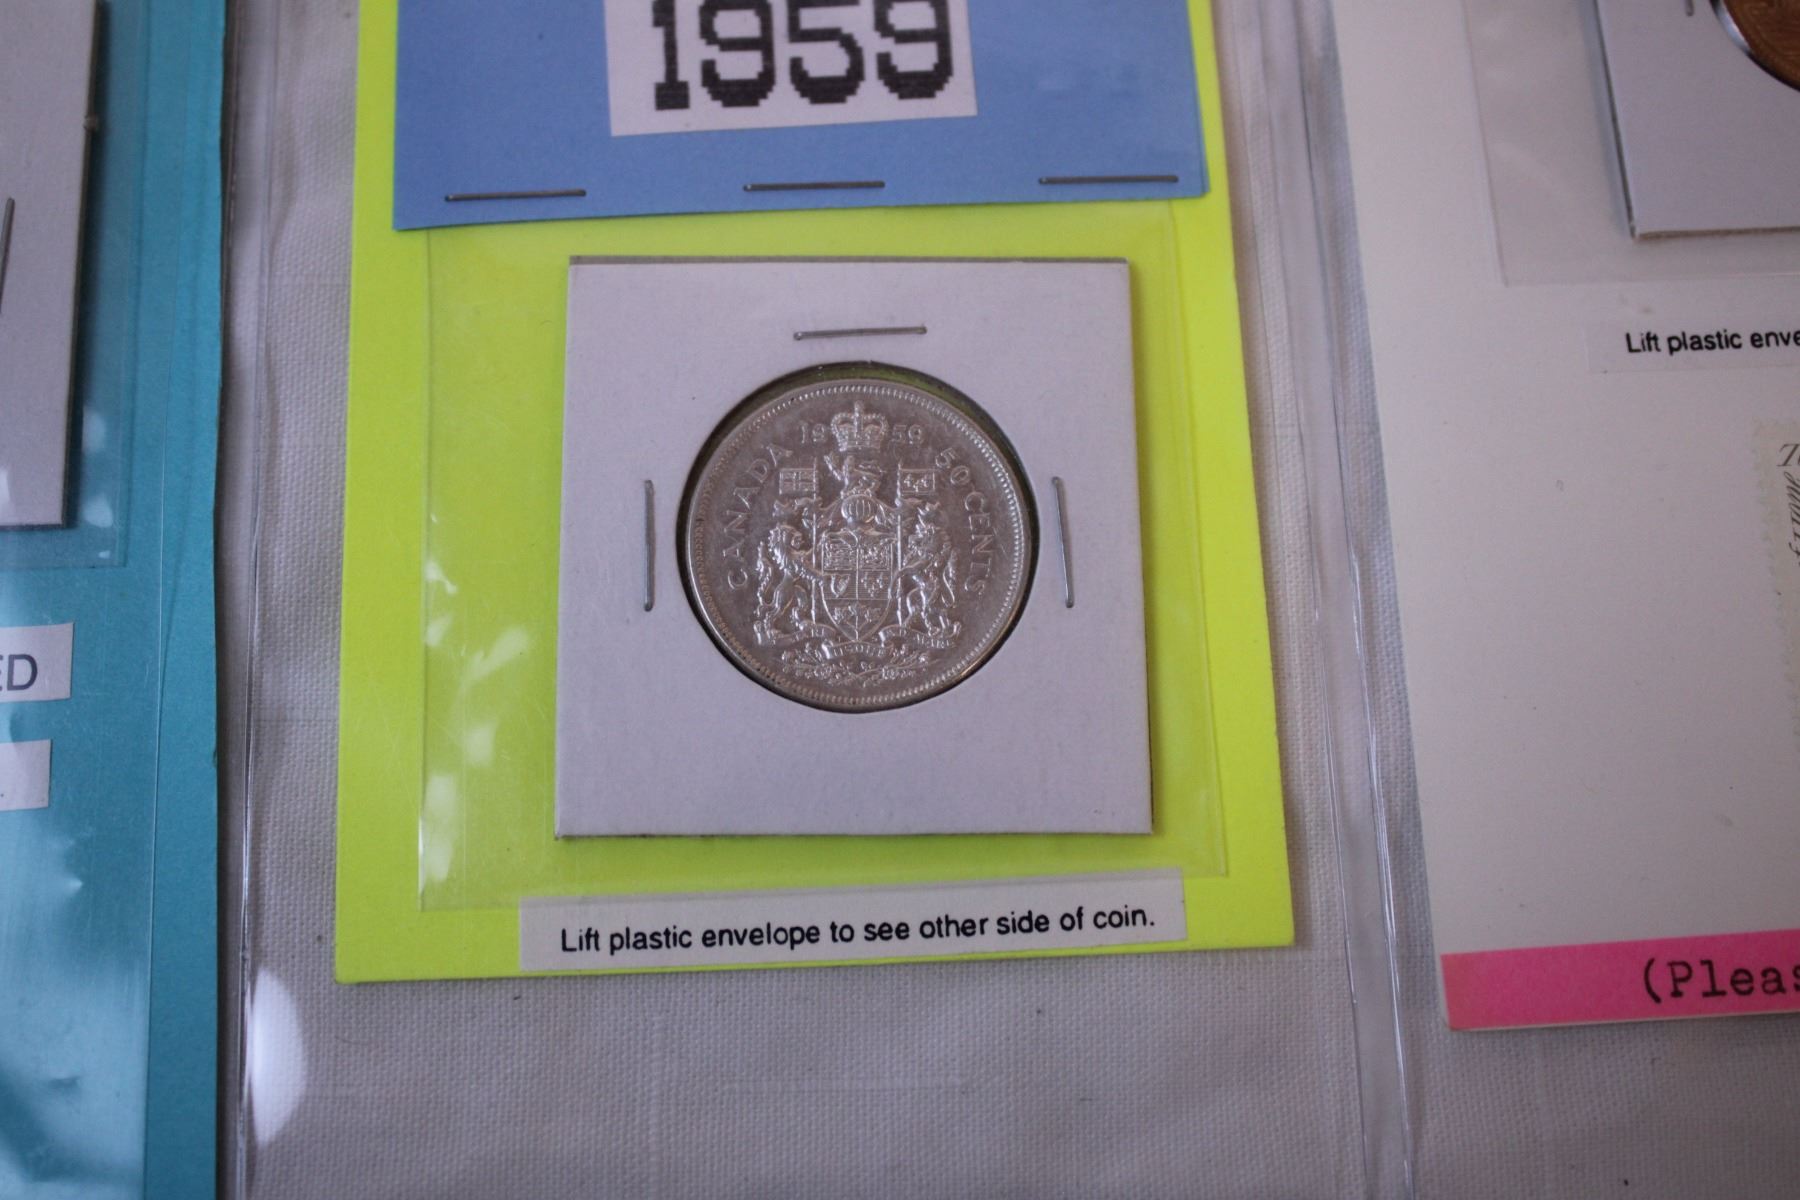 1959
19 59
CANADA
50 CENTS
Lift plastic envelope to see other side of coin.
ED
Lift plastic enve
(Pleas